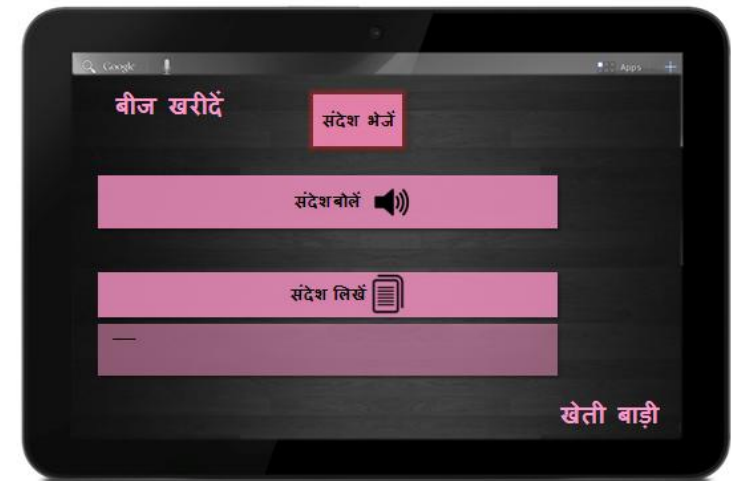 Google
Apps
बीज खरीदें
संदेश भेजें
संदेश बोलें
संदेश लिखें
खेती बाड़ी